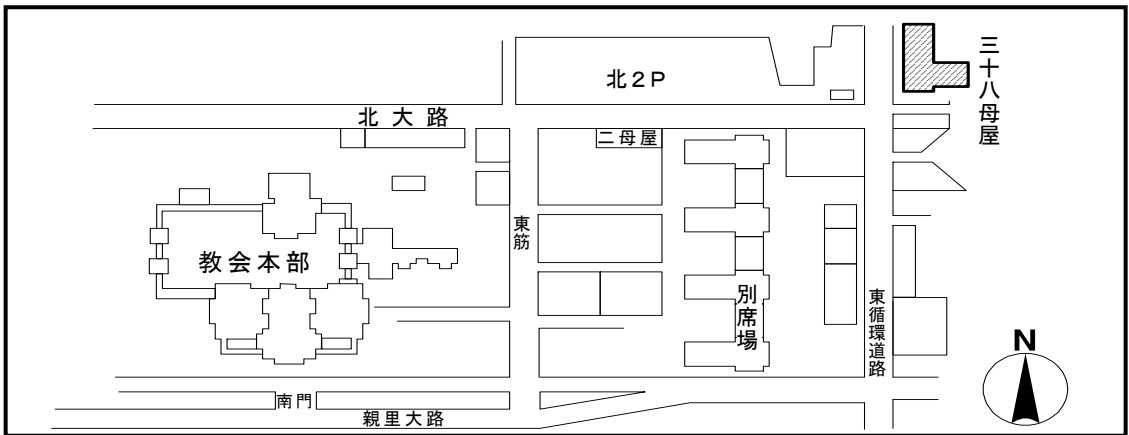 三十八母屋
北2P
北大路
二母屋
東筋
教会本部
別席場
東循環道路
N
南門
親里大路